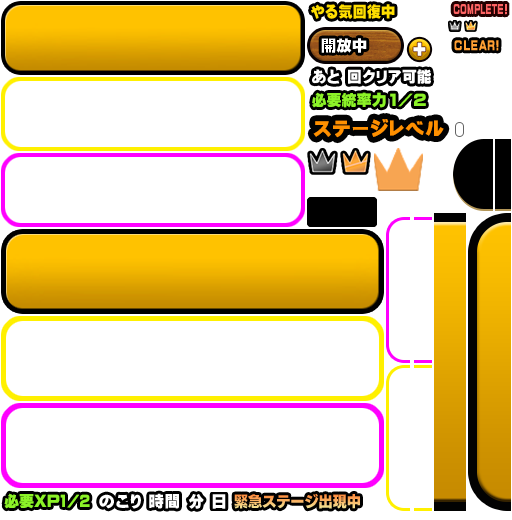 やる気回復中
COMPLETE!
開放中
CLEAR!
あと 回クリア可能
必要統率力1/2
ステージレベル
必要XP1/2 のこり 時間 分 日 緊急ステージ出現中